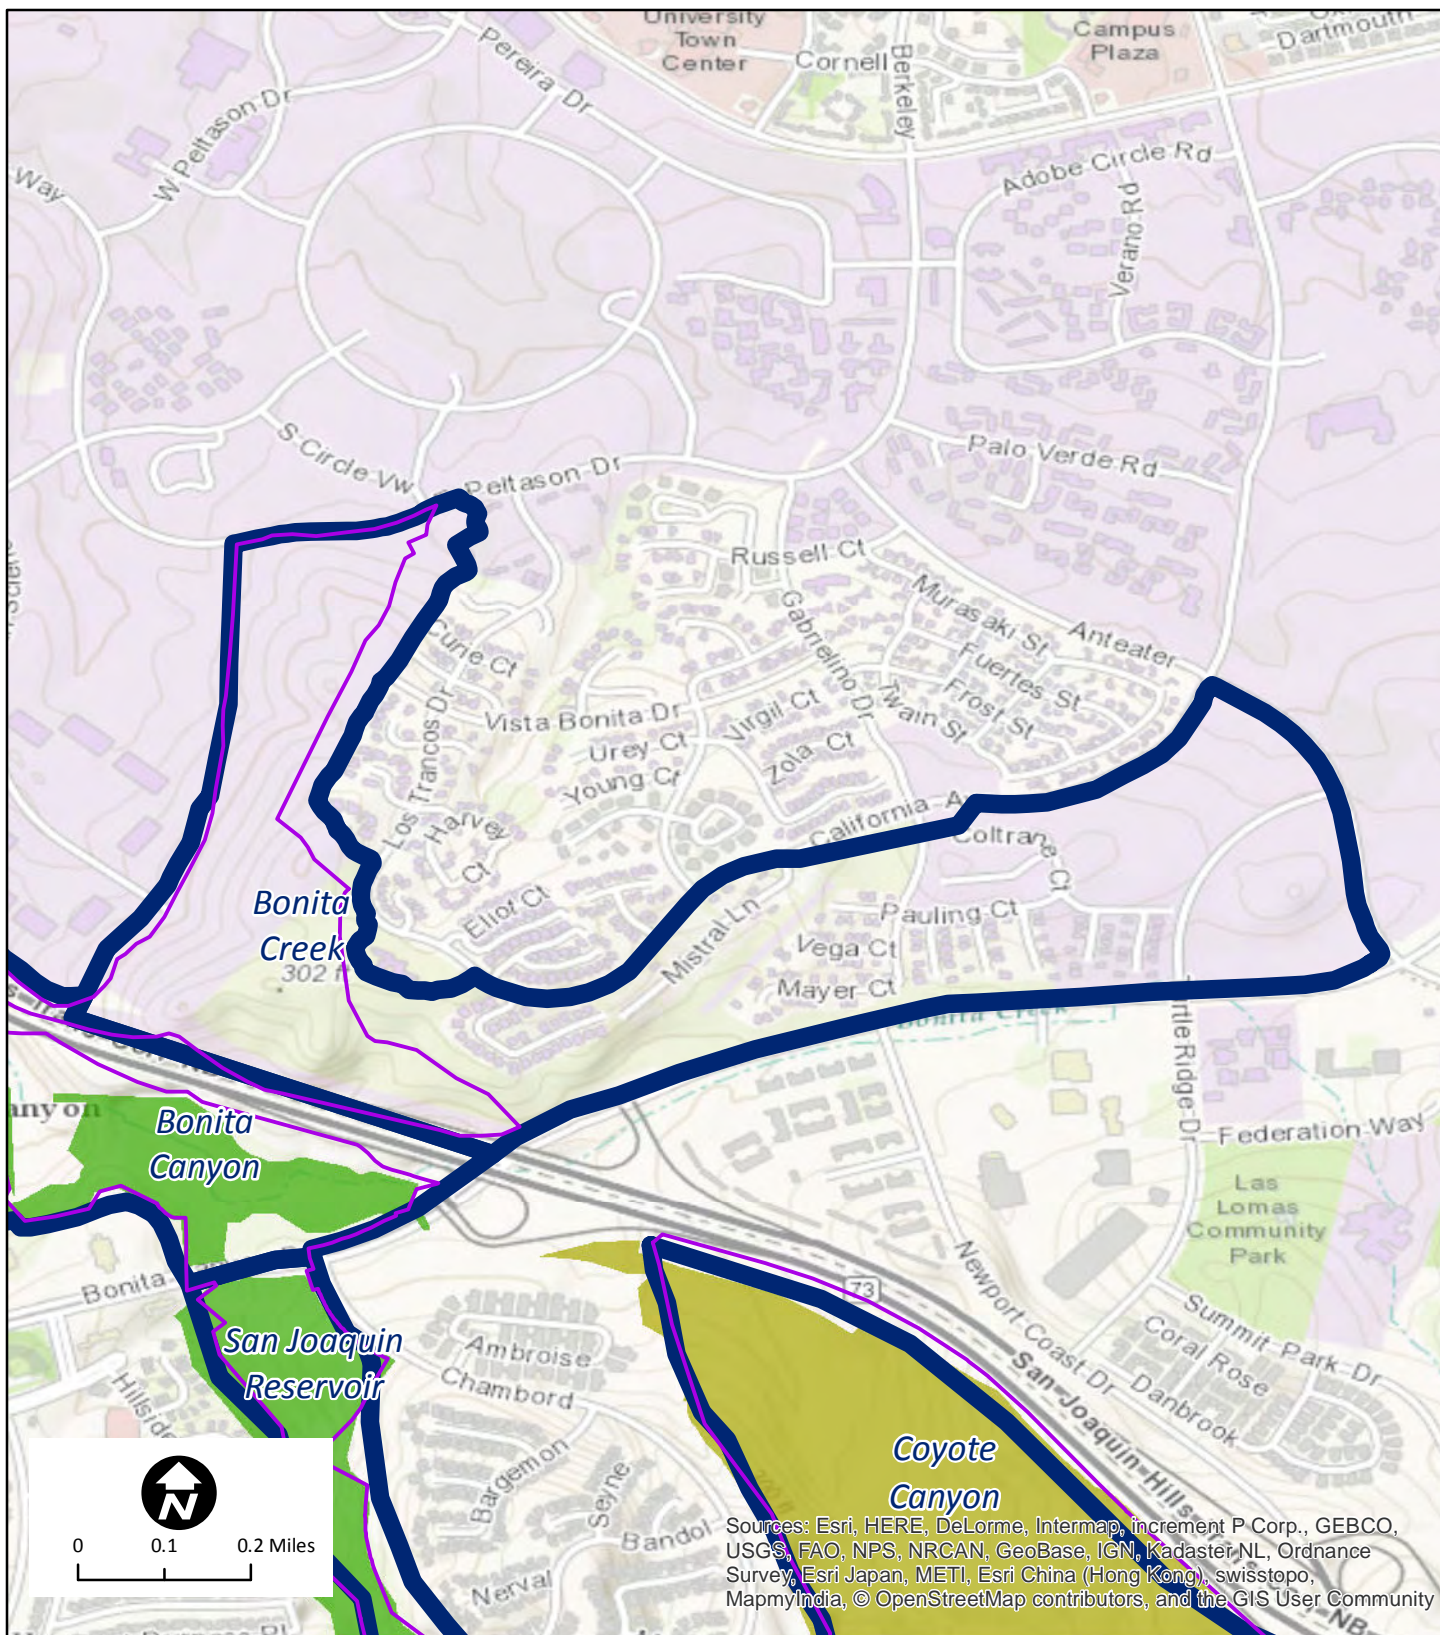 University
Town
Center
Cornell
Berkeley
Campus
Plaza
Dartmouth
Pereira Dr
W Peltason Dr
Way
Adobe Circle Rd
Verano Rd
S Circle Vw
Peltason Dr
Palo Verde Rd
Russell Ct
Murasaki St
Anteater
Gabrielino Dr
Fuertes St
Frost St
Twain St
Curie Ct
Los Trancos Dr
Vista Bonita Dr
Virgil Ct
Urey Ct
Zola Ct
Young Ct
Harvey
Ct
California A
Coltrane
Ct
Eliot Ct
Pauling Ct
Mistral Ln
Vega Ct
Mayer Ct
Bonita
Creek
302 f
Bonita Creek
Turtle Ridge Dr
anyon
Bonita
Canyon
Federation Way
Las
Lomas
Community
Park
Bonita
73
Newport Coast Dr
Summit Park Dr
Coral Rose
Danbrook
San Joaquin
Reservoir
Ambroise
Chambord
Hillside
Bargemon
Seyne
Bandol
Nerval
San Joaquin Hills
NB
Coyote
Canyon
N
0 0.1 0.2 Miles
Sources: Esri, HERE, DeLorme, Intermap, increment P Corp., GEBCO,
USGS, FAO, NPS, NRCAN, GeoBase, IGN, Kadaster NL, Ordnance
Survey, Esri Japan, METI, Esri China (Hong Kong), swisstopo,
MapmyIndia, © OpenStreetMap contributors, and the GIS User Community